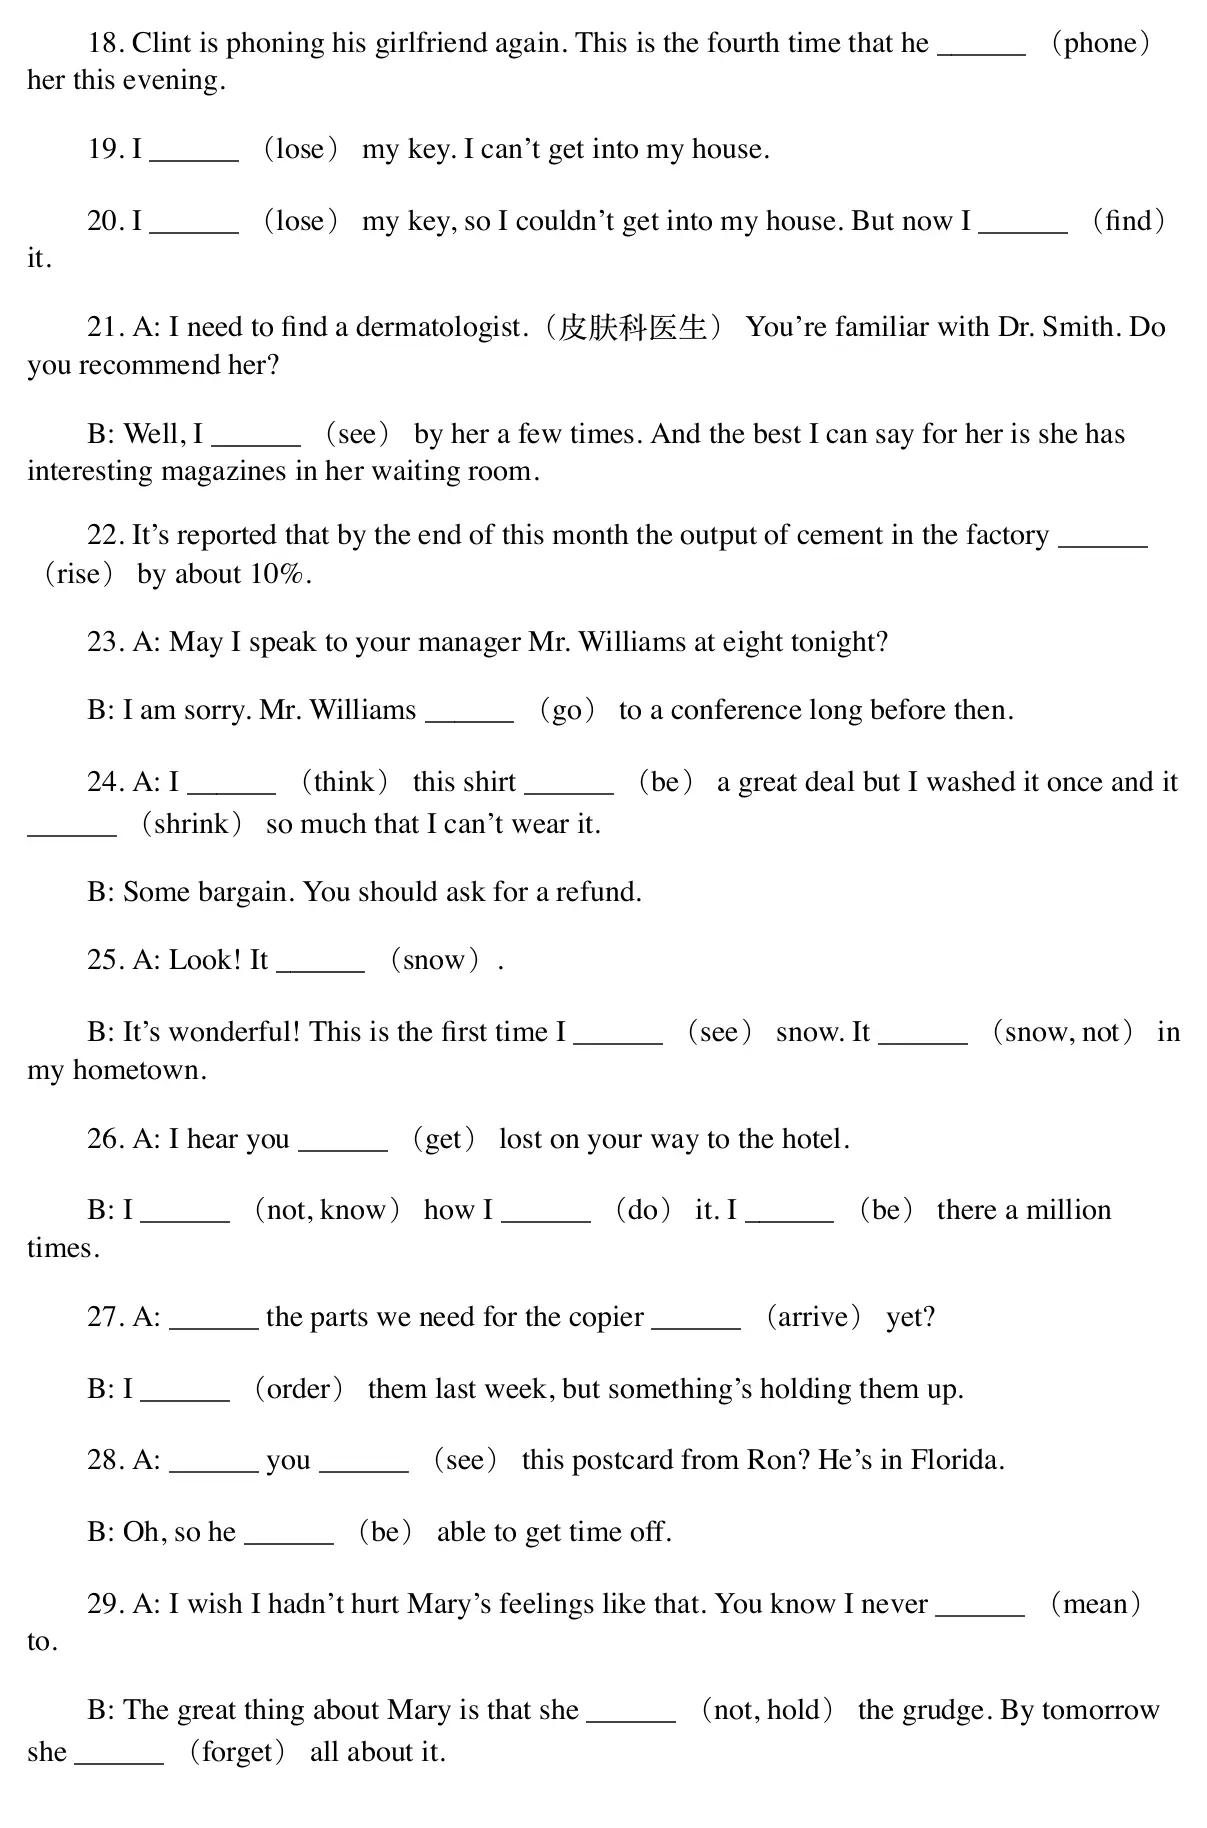 18. Clint is phoning his girlfriend again. This is the fourth time that he ______ （phone）
her this evening.
19. I ______ （lose） my key. I can’t get into my house.
20. I ______ （lose） my key, so I couldn’t get into my house. But now I ______ （find）
it.
21. A: I need to find a dermatologist.（皮肤科医生） You’re familiar with Dr. Smith. Do
you recommend her?
B: Well, I ______ （see） by her a few times. And the best I can say for her is she has
interesting magazines in her waiting room.
22. It’s reported that by the end of this month the output of cement in the factory ______
（rise） by about 10%.
23. A: May I speak to your manager Mr. Williams at eight tonight?
B: I am sorry. Mr. Williams ______ （go） to a conference long before then.
24. A: I ______ （think） this shirt ______ （be） a great deal but I washed it once and it
______ （shrink） so much that I can’t wear it.
B: Some bargain. You should ask for a refund.
25. A: Look! It ______ （snow）.
B: It’s wonderful! This is the first time I ______ （see） snow. It ______ （snow, not） in
my hometown.
26. A: I hear you ______ （get） lost on your way to the hotel.
B: I ______ （not, know） how I ______ （do） it. I ______ （be） there a million
times.
27. A: ______ the parts we need for the copier ______ （arrive） yet?
B: I ______ （order） them last week, but something’s holding them up.
28. A: ______ you ______ （see） this postcard from Ron? He’s in Florida.
B: Oh, so he ______ （be） able to get time off.
29. A: I wish I hadn’t hurt Mary’s feelings like that. You know I never ______ （mean）
to.
B: The great thing about Mary is that she ______ （not, hold） the grudge. By tomorrow
she ______ （forget） all about it.